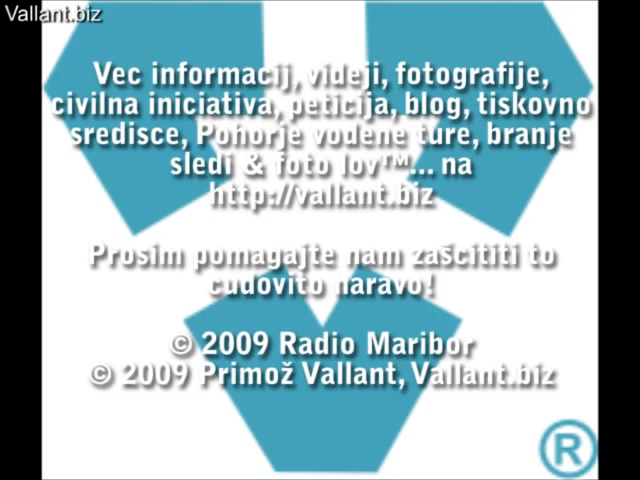 Vallant.biz
Vec informacij, videji, fotografije,
civilna iniciativa, peticija, blog, tiskovno
sredisce, Pohorje vodene ture, branje
sledi & foto lov™... na
http://vallant.biz
Prosim pomagajte nam zaščititi to
cudovito naravo!
© 2009 Radio Maribor
© 2009 Primož Vallant, Vallant.biz
®